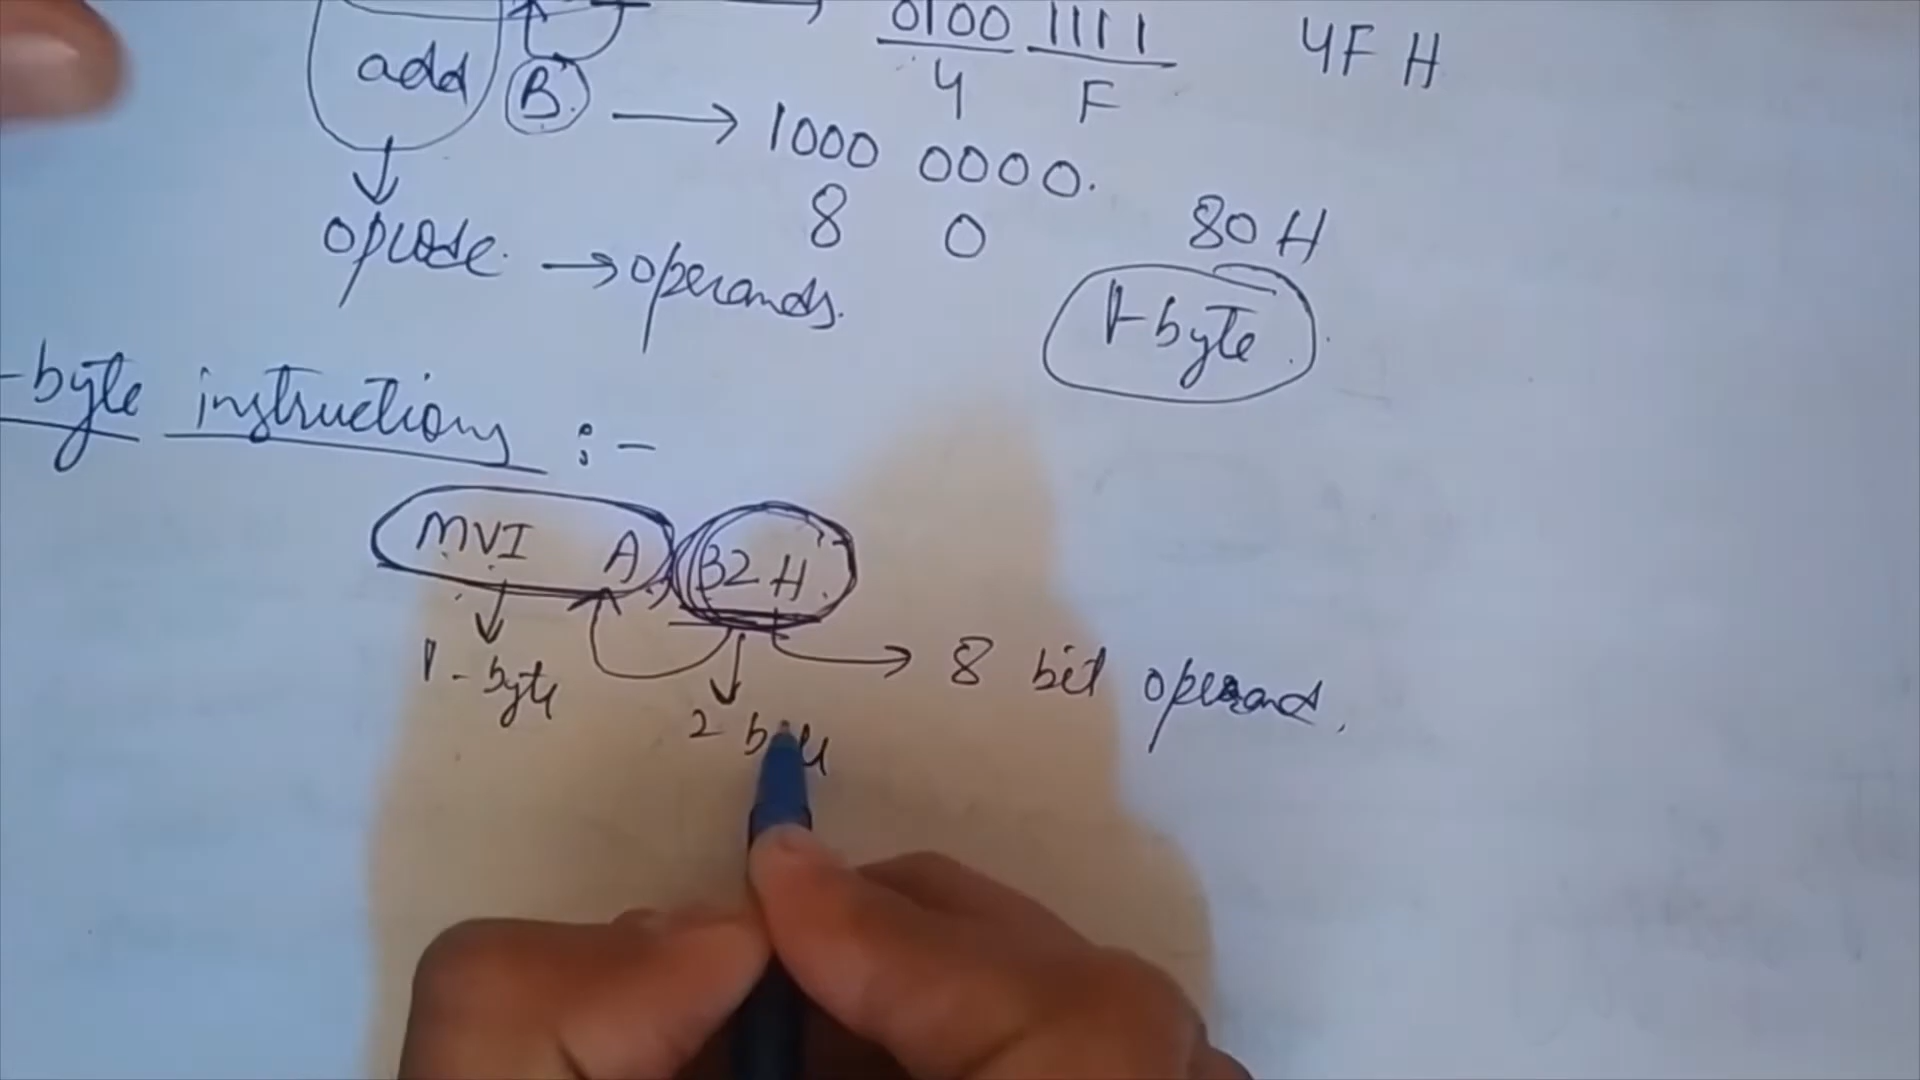 0100 1111 4F H
add B → 4 F
→ 1000 0000.
8 0 80 H
opcode. → operands. 1-byte
-byte instructions :-
MVI A, 32 H
1-byte → 8 bit operand.
2